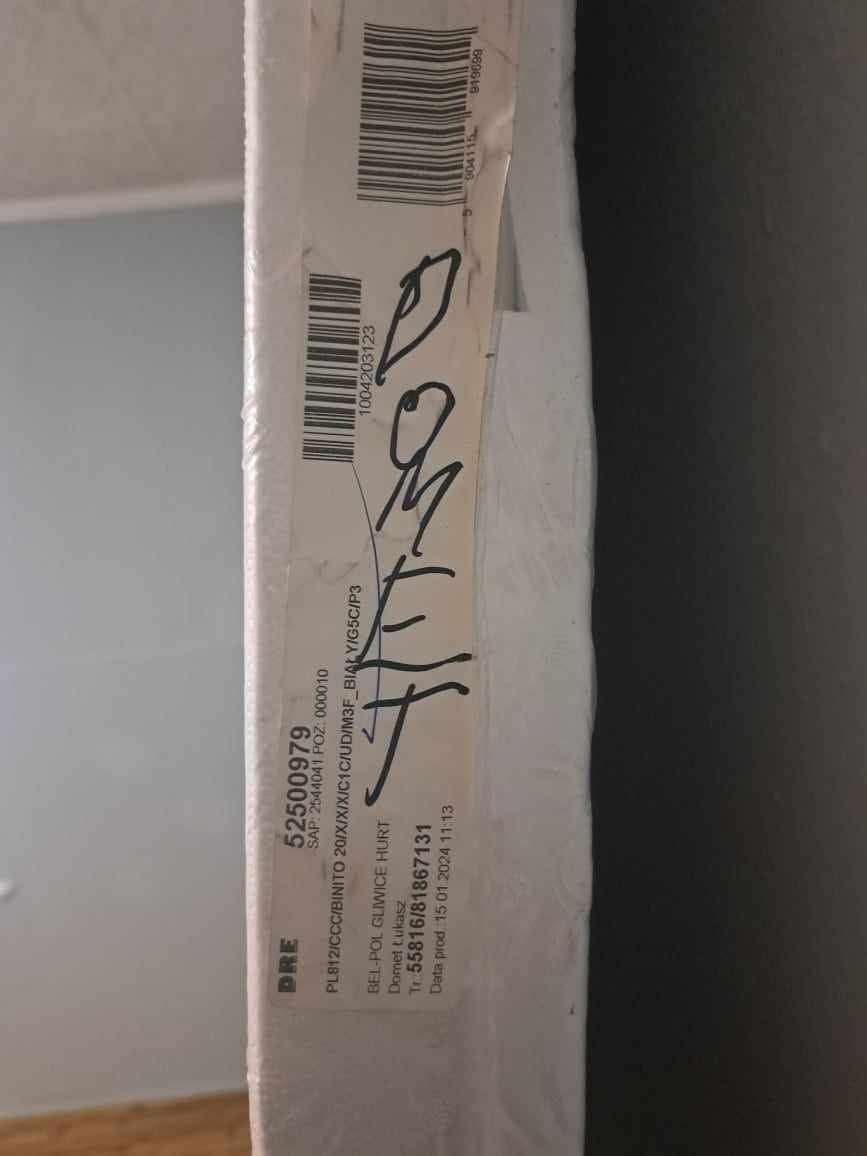 DRE
52500979
SAP: 2544041 POZ: 000010
PL812/CCC/BINITO 20/X/X/X/C1C/UD/M3F_BIAŁY/G5C/P3
BEL-POL GLIWICE HURT
Domet Łukasz
Tr.:55816/81867131
Data prod.:15.01.2024 11:13
1004203123
DOMET
5 904115 919699